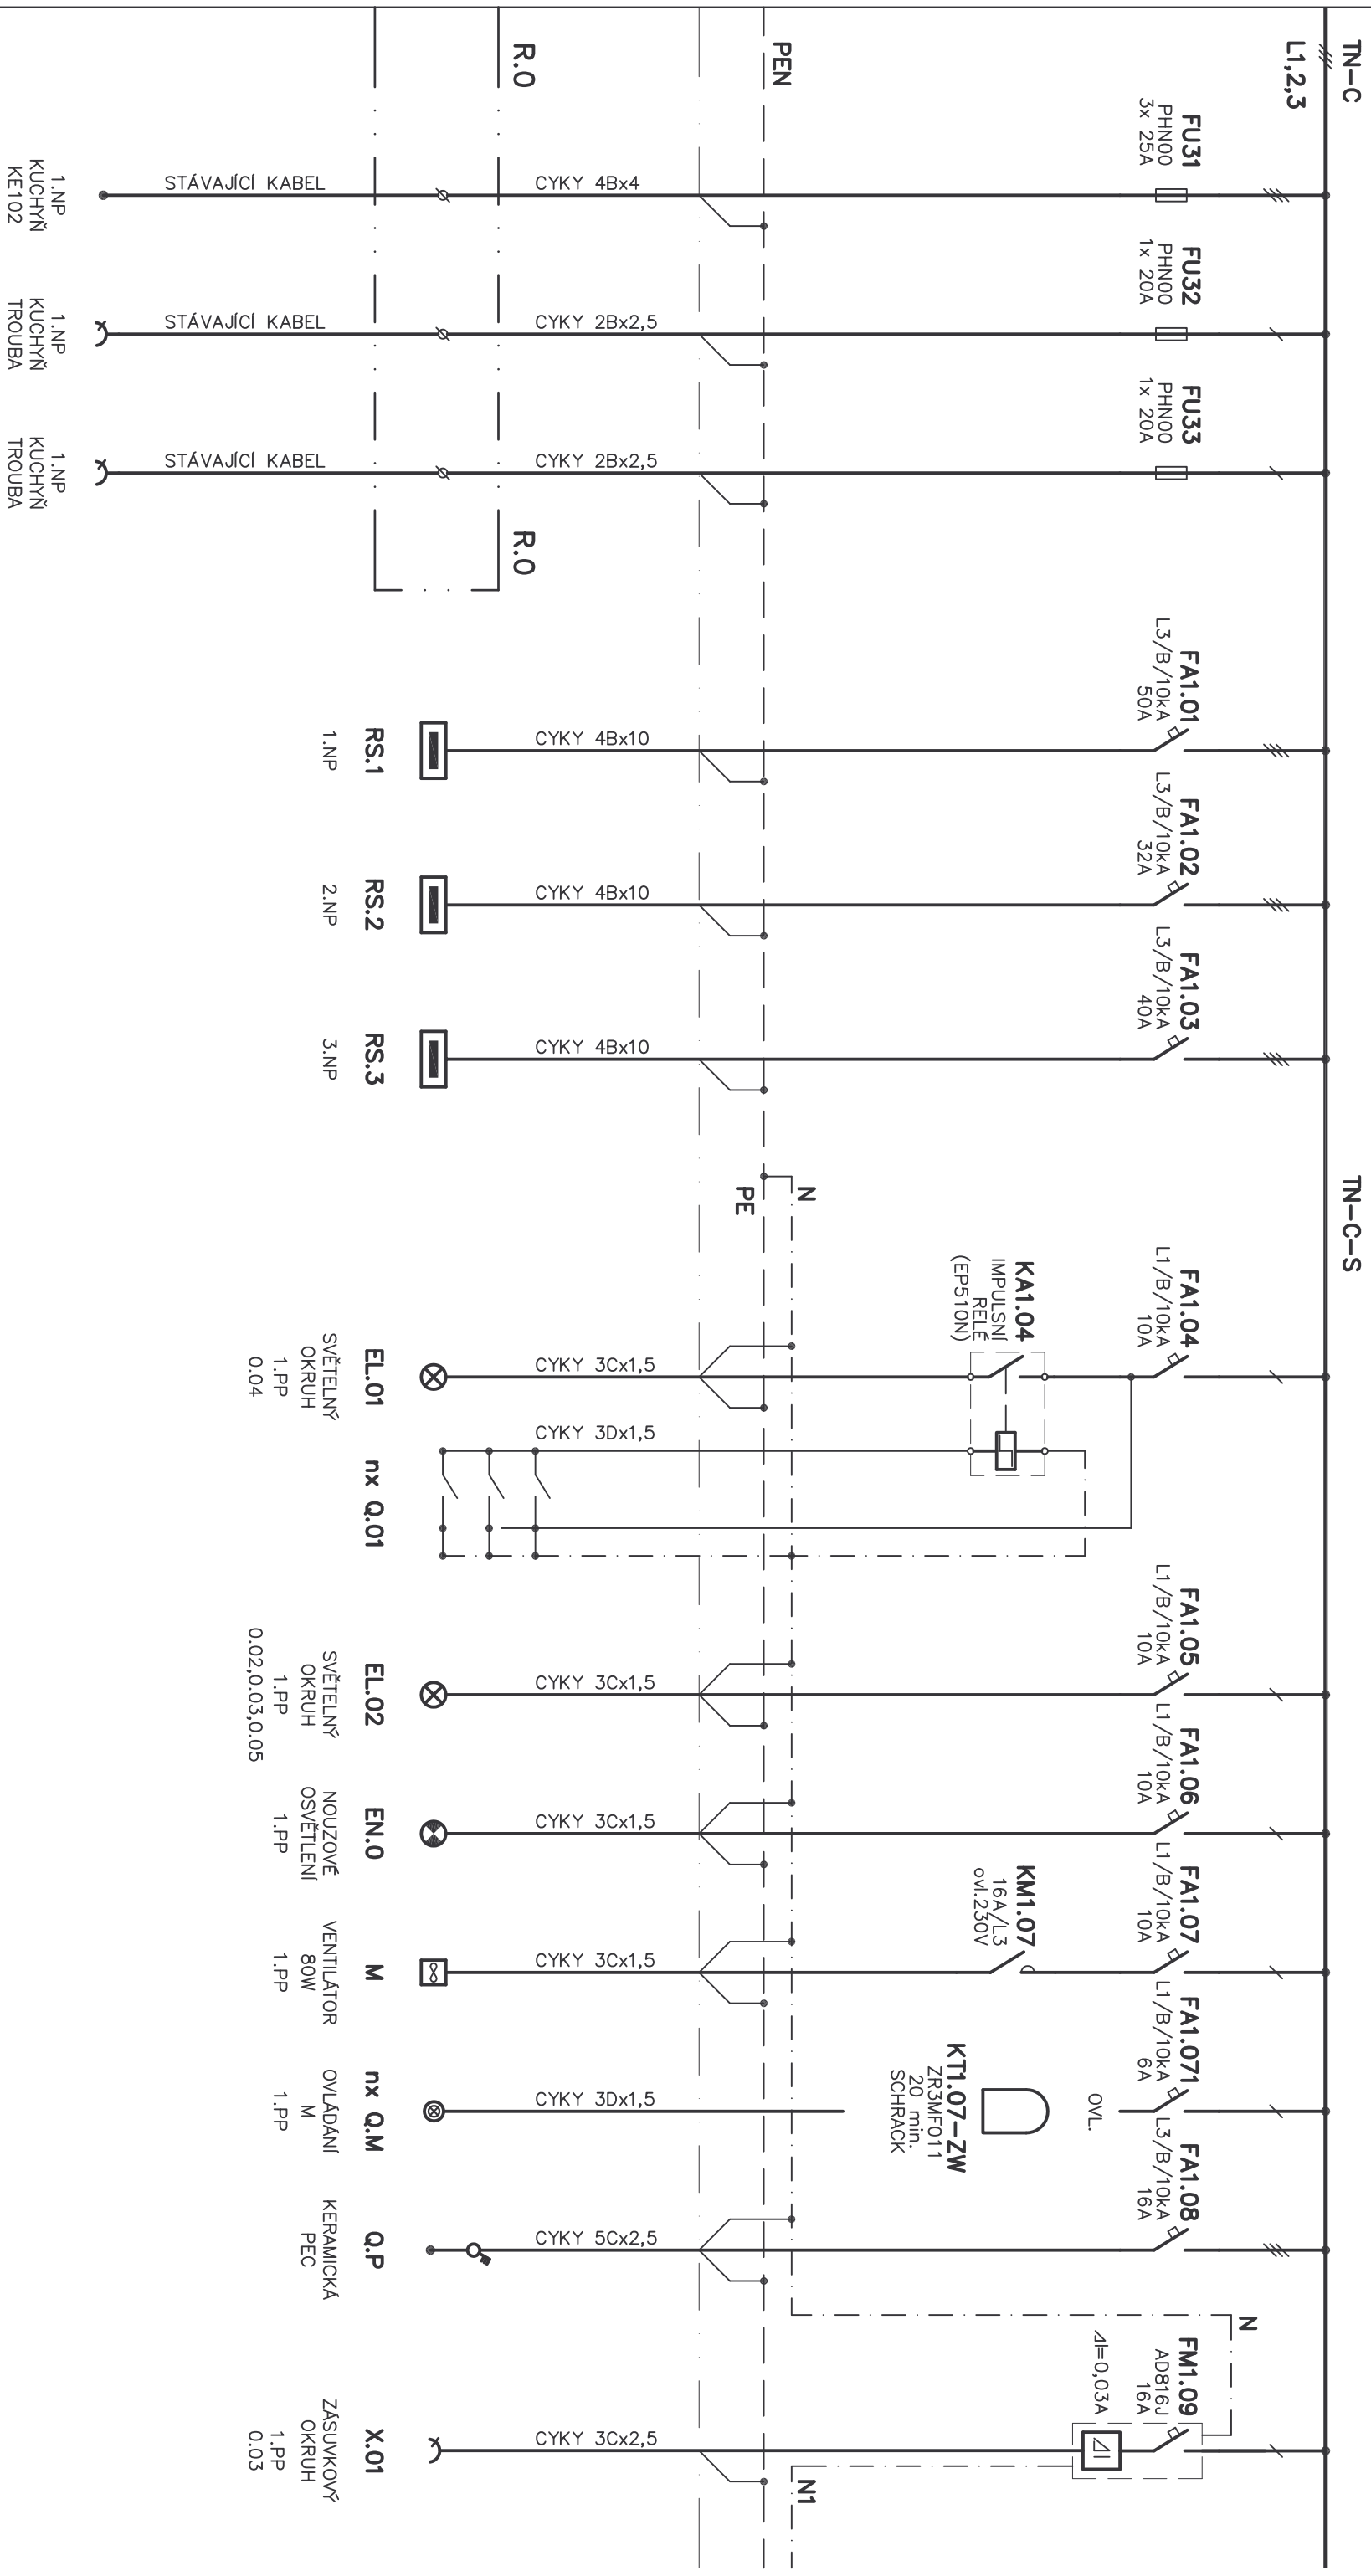 TN-C
L1,2,3
TN-C-S
FU31
PHN00
3x 25A
FU32
PHN00
1x 20A
FU33
PHN00
1x 20A
FA1.01
L3/B/10kA
50A
FA1.02
L3/B/10kA
32A
FA1.03
L3/B/10kA
40A
FA1.04
L1/B/10kA
10A
FA1.05
L1/B/10kA
10A
FA1.06
L1/B/10kA
10A
FA1.07
L1/B/10kA
10A
FA1.071
L1/B/10kA
6A
FA1.08
L3/B/10kA
16A
N
FM1.09
AD816J
16A
ΔI=0,03A
ΔI
OVL.
KA1.04
IMPULSNÍ
RELÉ
(EP510N)
KM1.07
16A/L3
ovl.230V
KT1.07-ZW
ZR3MF011
20 min.
SCHRACK
PEN
N
PE
N1
CYKY 4Bx4
CYKY 2Bx2,5
CYKY 2Bx2,5
CYKY 4Bx10
CYKY 4Bx10
CYKY 4Bx10
CYKY 3Cx1,5
CYKY 3Dx1,5
CYKY 3Cx1,5
CYKY 3Cx1,5
CYKY 3Cx1,5
CYKY 3Dx1,5
CYKY 5Cx2,5
CYKY 3Cx2,5
R.0
R.0
STÁVAJÍCÍ KABEL
STÁVAJÍCÍ KABEL
STÁVAJÍCÍ KABEL
1.NP
KUCHYŇ
KE102
1.NP
KUCHYŇ
TROUBA
1.NP
KUCHYŇ
TROUBA
RS.1
1.NP
RS.2
2.NP
RS.3
3.NP
EL.01
SVĚTELNÝ
OKRUH
1.PP
0.04
nx Q.01
EL.02
SVĚTELNÝ
OKRUH
1.PP
0.02,0.03,0.05
EN.0
NOUZOVÉ
OSVĚTLENÍ
1.PP
M
VENTILÁTOR
80W
1.PP
nx Q.M
OVLÁDÁNÍ
M
1.PP
Q.P
KERAMICKÁ
PEC
X.01
ZÁSUVKOVÝ
OKRUH
1.PP
0.03